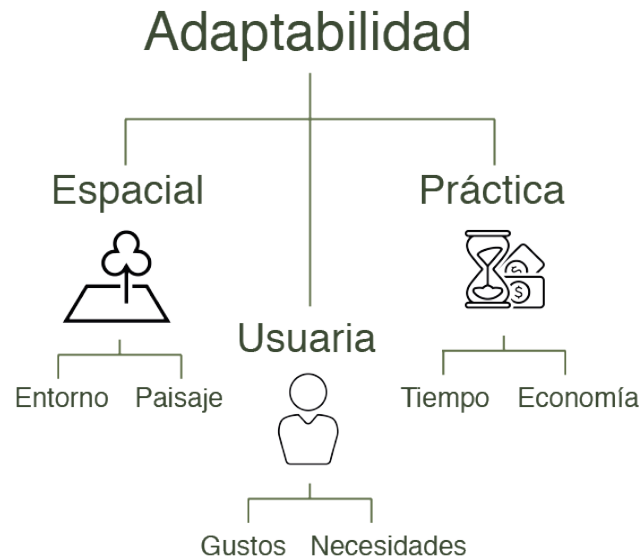 Adaptabilidad
Espacial
Práctica
Usuaria
Entorno Paisaje
Tiempo Economía
Gustos Necesidades